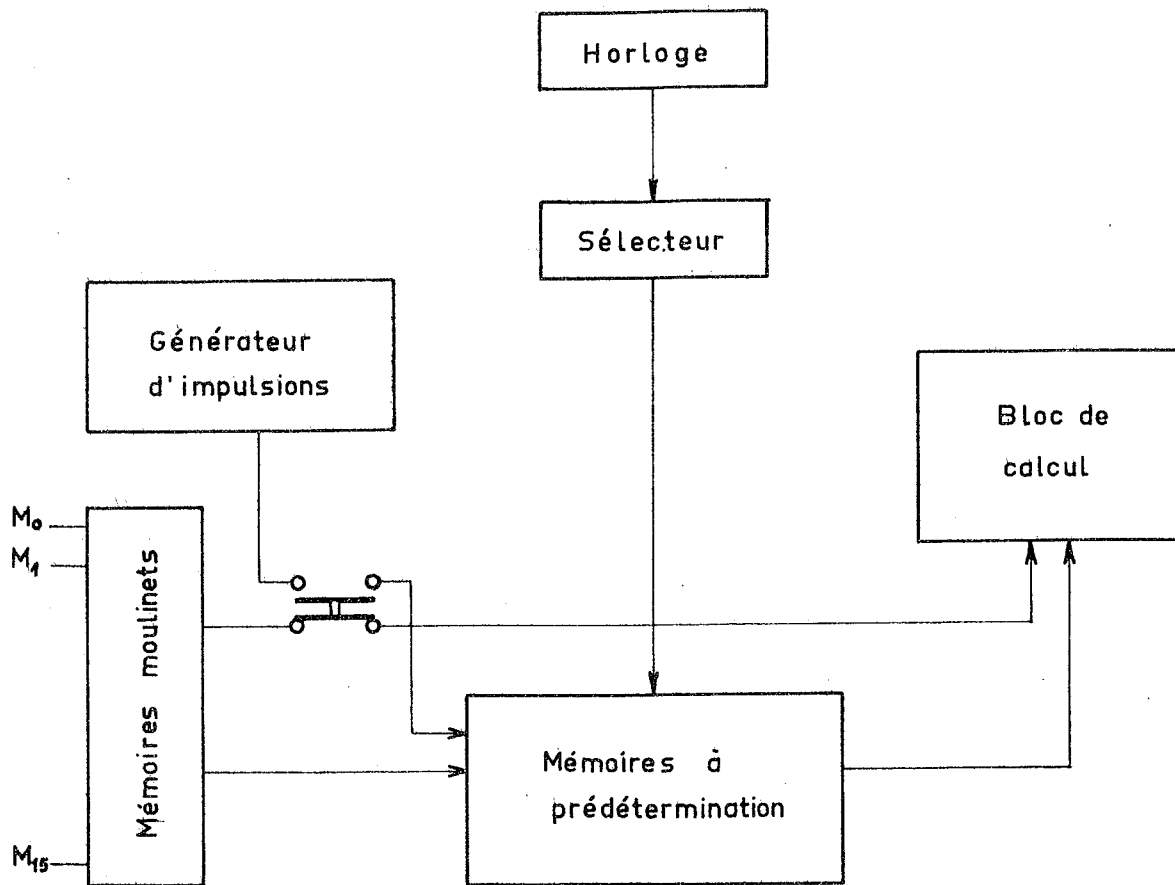 Horloge
Sélecteur
Générateur
d'impulsions
Bloc de
calcul
M₀
M₁
Mémoires moulinets
Mémoires à
prédétermination
M₁₅